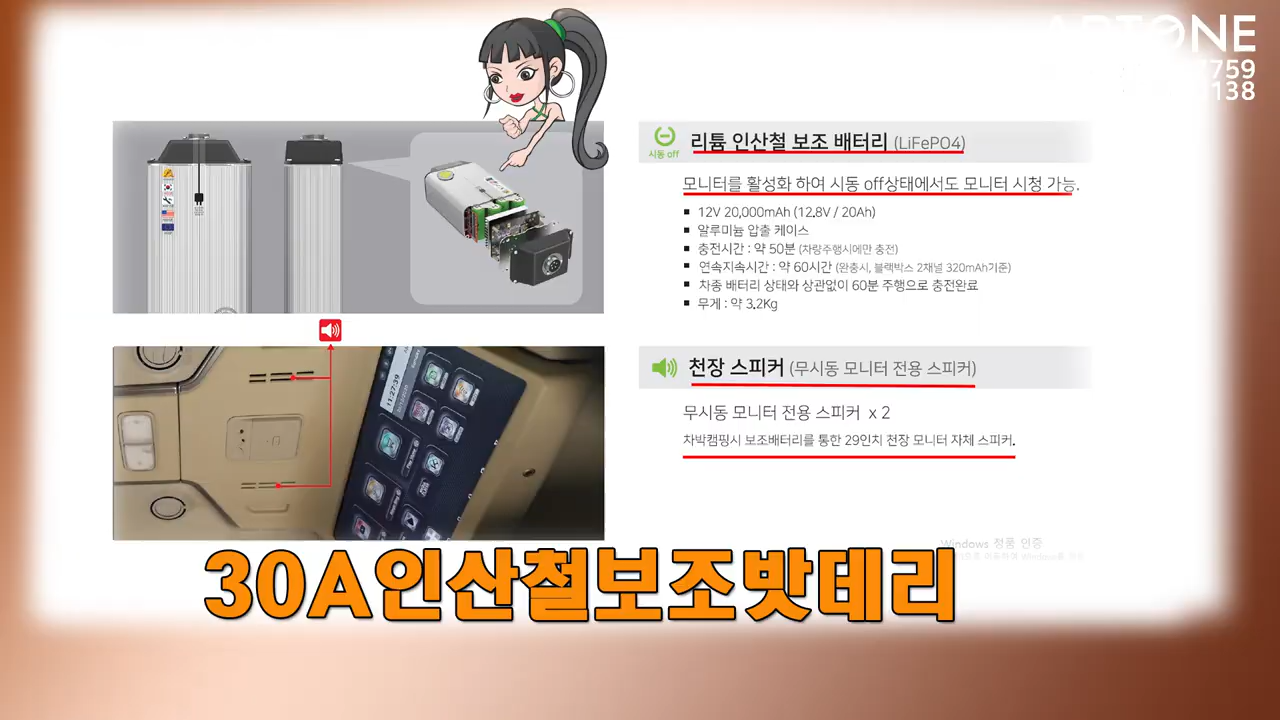 ARTONE
759
138
시동 off
리튬 인산철 보조 배터리 (LiFePO4)
모니터를 활성화 하여 시동 off상태에서도 모니터 시청 가능.
12V 20,000mAh (12.8V / 20Ah)
알루미늄 압출 케이스
충전시간 : 약 50분 (차량주행시에만 충전)
연속지속시간 : 약 60시간 (완충시, 블랙박스 2채널 320mAh기준)
차종 배터리 상태와 상관없이 60분 주행으로 충전완료
무게 : 약 3.2Kg
11:27:39
천장 스피커 (무시동 모니터 전용 스피커)
무시동 모니터 전용 스피커 x 2
차박캠핑시 보조배터리를 통한 29인치 천장 모니터 자체 스피커.
Windows 정품 인증
30A인산철보조밧테리